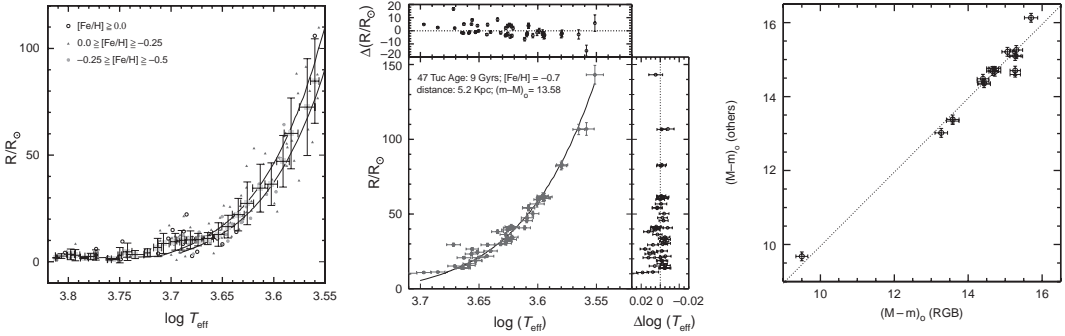 [Fe/H] ≥ 0.0
0.0 ≥ [Fe/H] ≥ −0.25
−0.25 ≥ [Fe/H] ≥ −0.5
100
50
0
R/R⊙
3.8
3.75
3.7
3.65
3.6
3.55
log Teff
20
10
0
−10
−20
Δ(R/R⊙)
150
100
50
0
R/R⊙
47 Tuc Age: 9 Gyrs; [Fe/H] = −0.7
distance: 5.2 Kpc; (m–M)o = 13.58
3.7
3.65
3.6
3.55
log (Teff)
0.02
0
−0.02
Δlog (Teff)
16
14
12
10
(M–m)o (others)
10
12
14
16
(M – m)o (RGB)